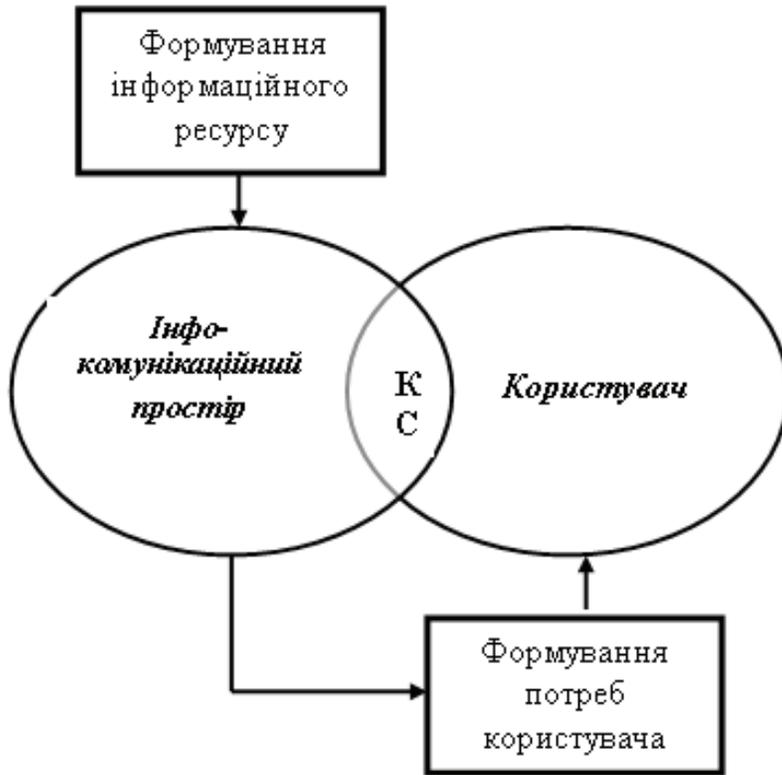 Формування
інформаційного
ресурсу
Інфо-
комунікаційний
простір
К
С
Користувач
Формування
потреб
користувача